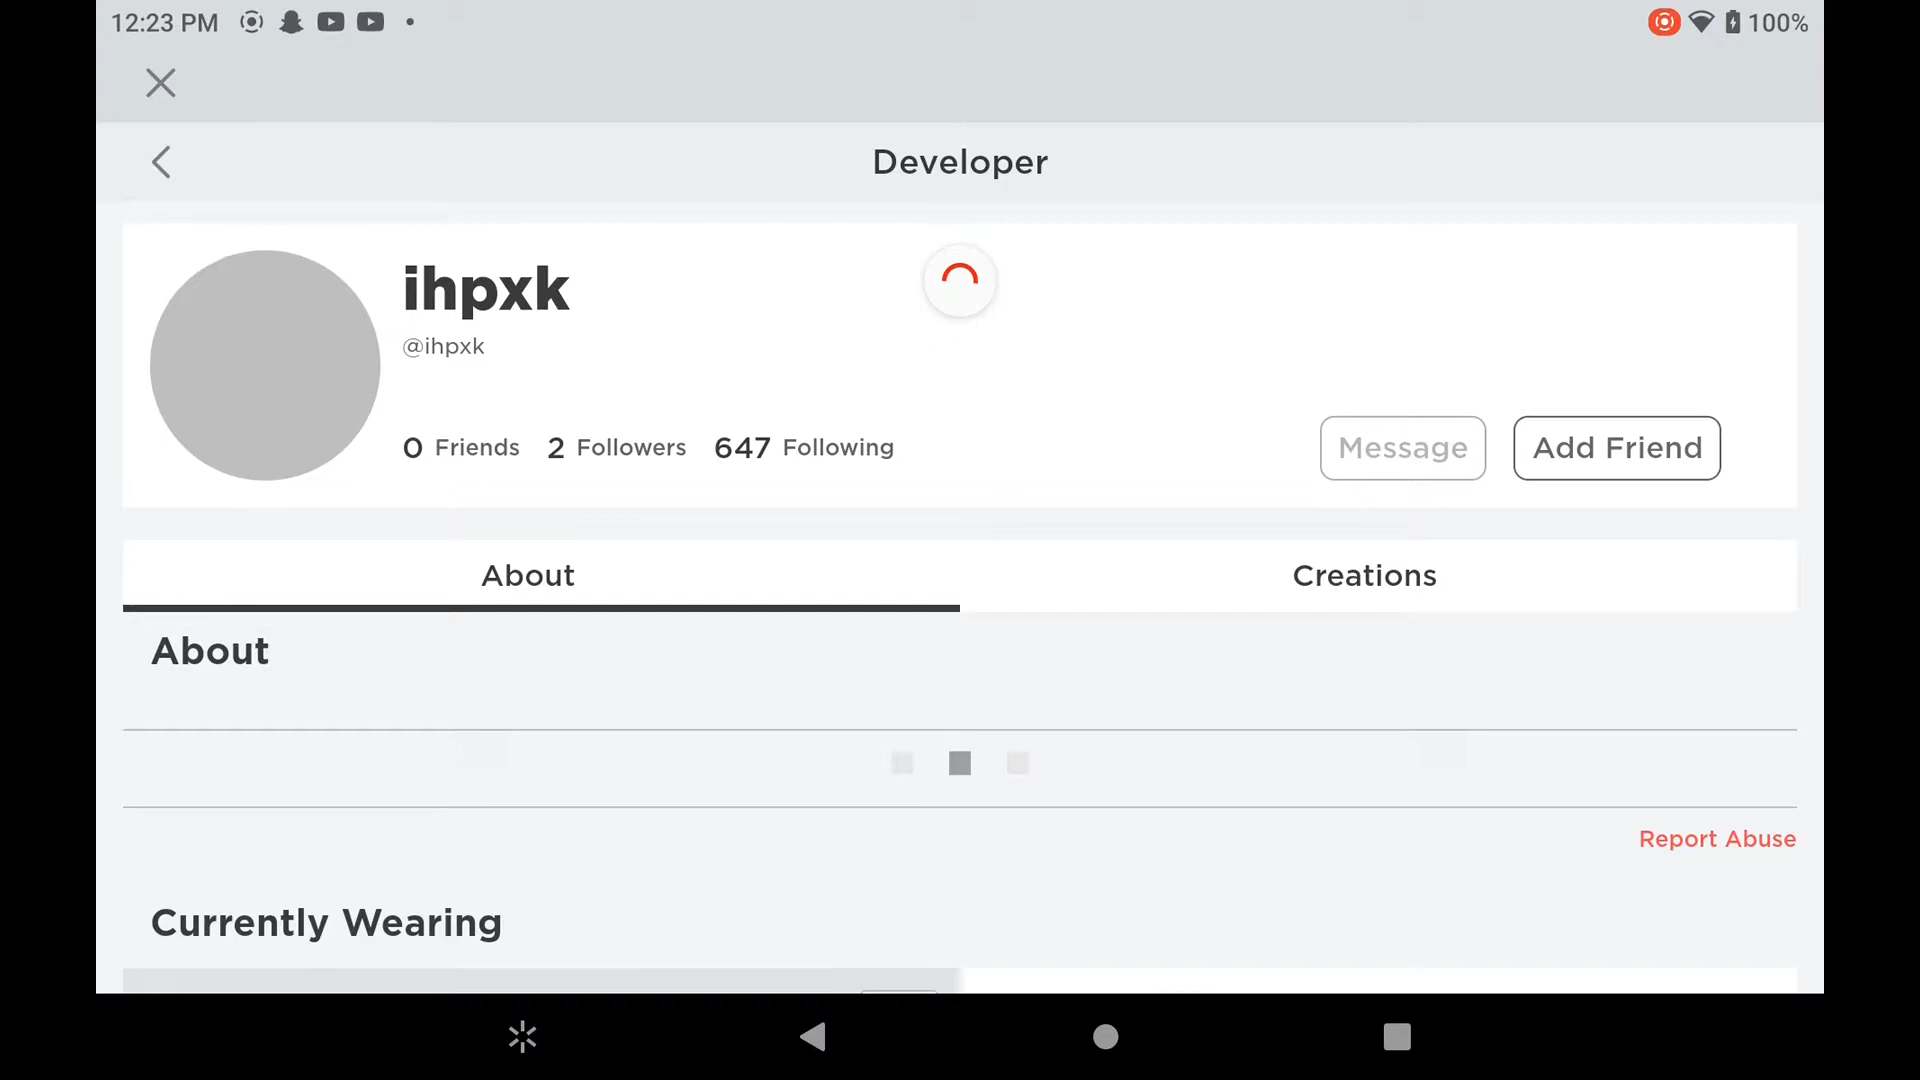 12:23 PM
100%
Developer
ihpxk
@ihpxk
0 Friends 2 Followers 647 Following
Message Add Friend
About Creations
About
Report Abuse
Currently Wearing